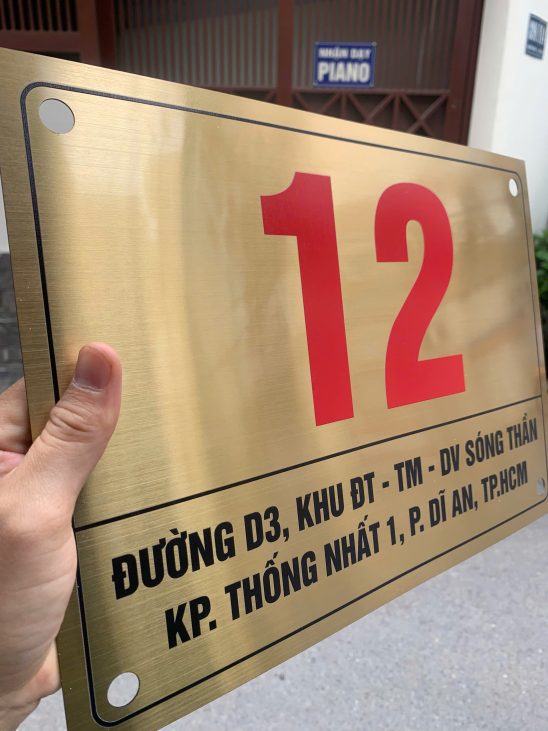 NHẬN DẠY
PIANO
12
ĐƯỜNG D3, KHU ĐT - TM - DV SÓNG THẦN
KP. THỐNG NHẤT 1, P. DĨ AN, TP.HCM